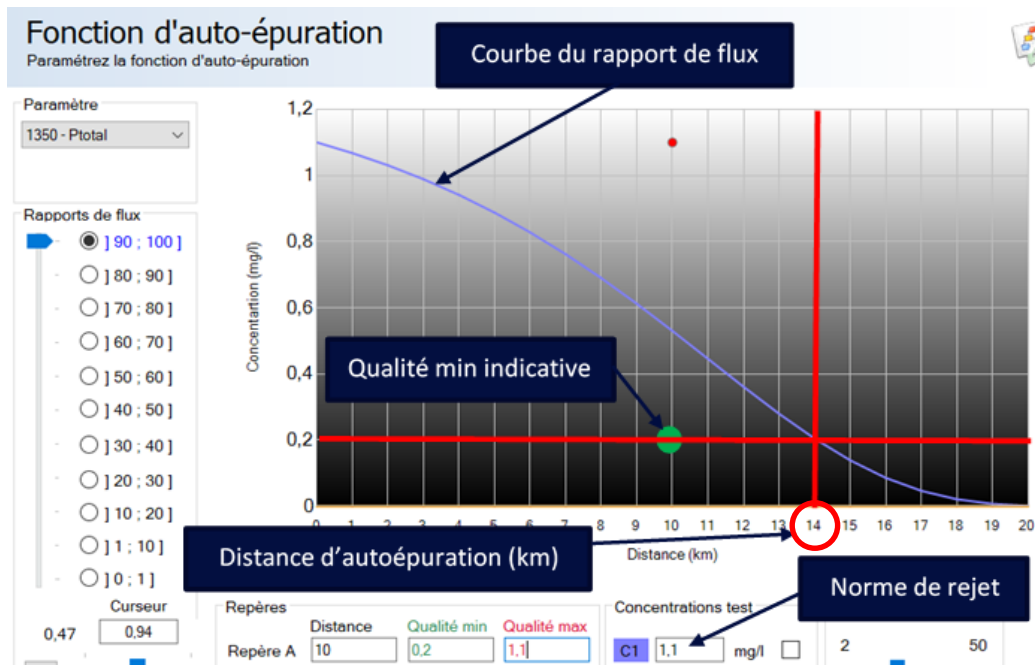 Fonction d'auto-épuration
Paramétrez la fonction d'auto-épuration
Courbe du rapport de flux
Paramètre
1350 - Ptotal
Rapports de flux
] 90 ; 100 ]
] 80 ; 90 ]
] 70 ; 80 ]
] 60 ; 70 ]
] 50 ; 60 ]
] 40 ; 50 ]
] 30 ; 40 ]
] 20 ; 30 ]
] 10 ; 20 ]
] 1 ; 10 ]
] 0 ; 1 ]
Curseur
0,47 0,94
Concentartion (mg/l)
1,2
1
0,8
0,6
0,4
0,2
0
Qualité min indicative
0 1 2 3 4 5 6 7 8 9 10 11 12 13 14 15 16 17 18 19 20
Distance (km)
Distance d'autoépuration (km)
Norme de rejet
Repères
Distance Qualité min Qualité max
Repère A 10 0,2 1,1
Concentrations test
C1 1,1 mg/l
2 50